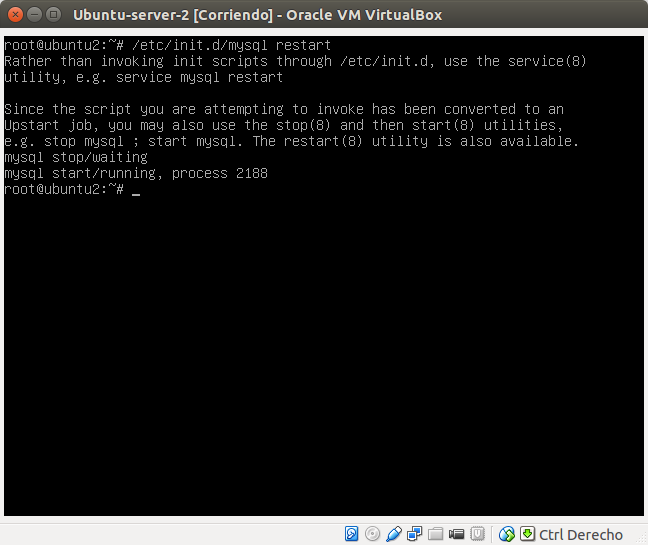 Ubuntu-server-2 [Corriendo] - Oracle VM VirtualBox
root@ubuntu2:~# /etc/init.d/mysql restart
Rather than invoking init scripts through /etc/init.d, use the service(8)
utility, e.g. service mysql restart
Since the script you are attempting to invoke has been converted to an
Upstart job, you may also use the stop(8) and then start(8) utilities,
e.g. stop mysql ; start mysql. The restart(8) utility is also available.
mysql stop/waiting
mysql start/running, process 2188
root@ubuntu2:~# _
Ctrl Derecho